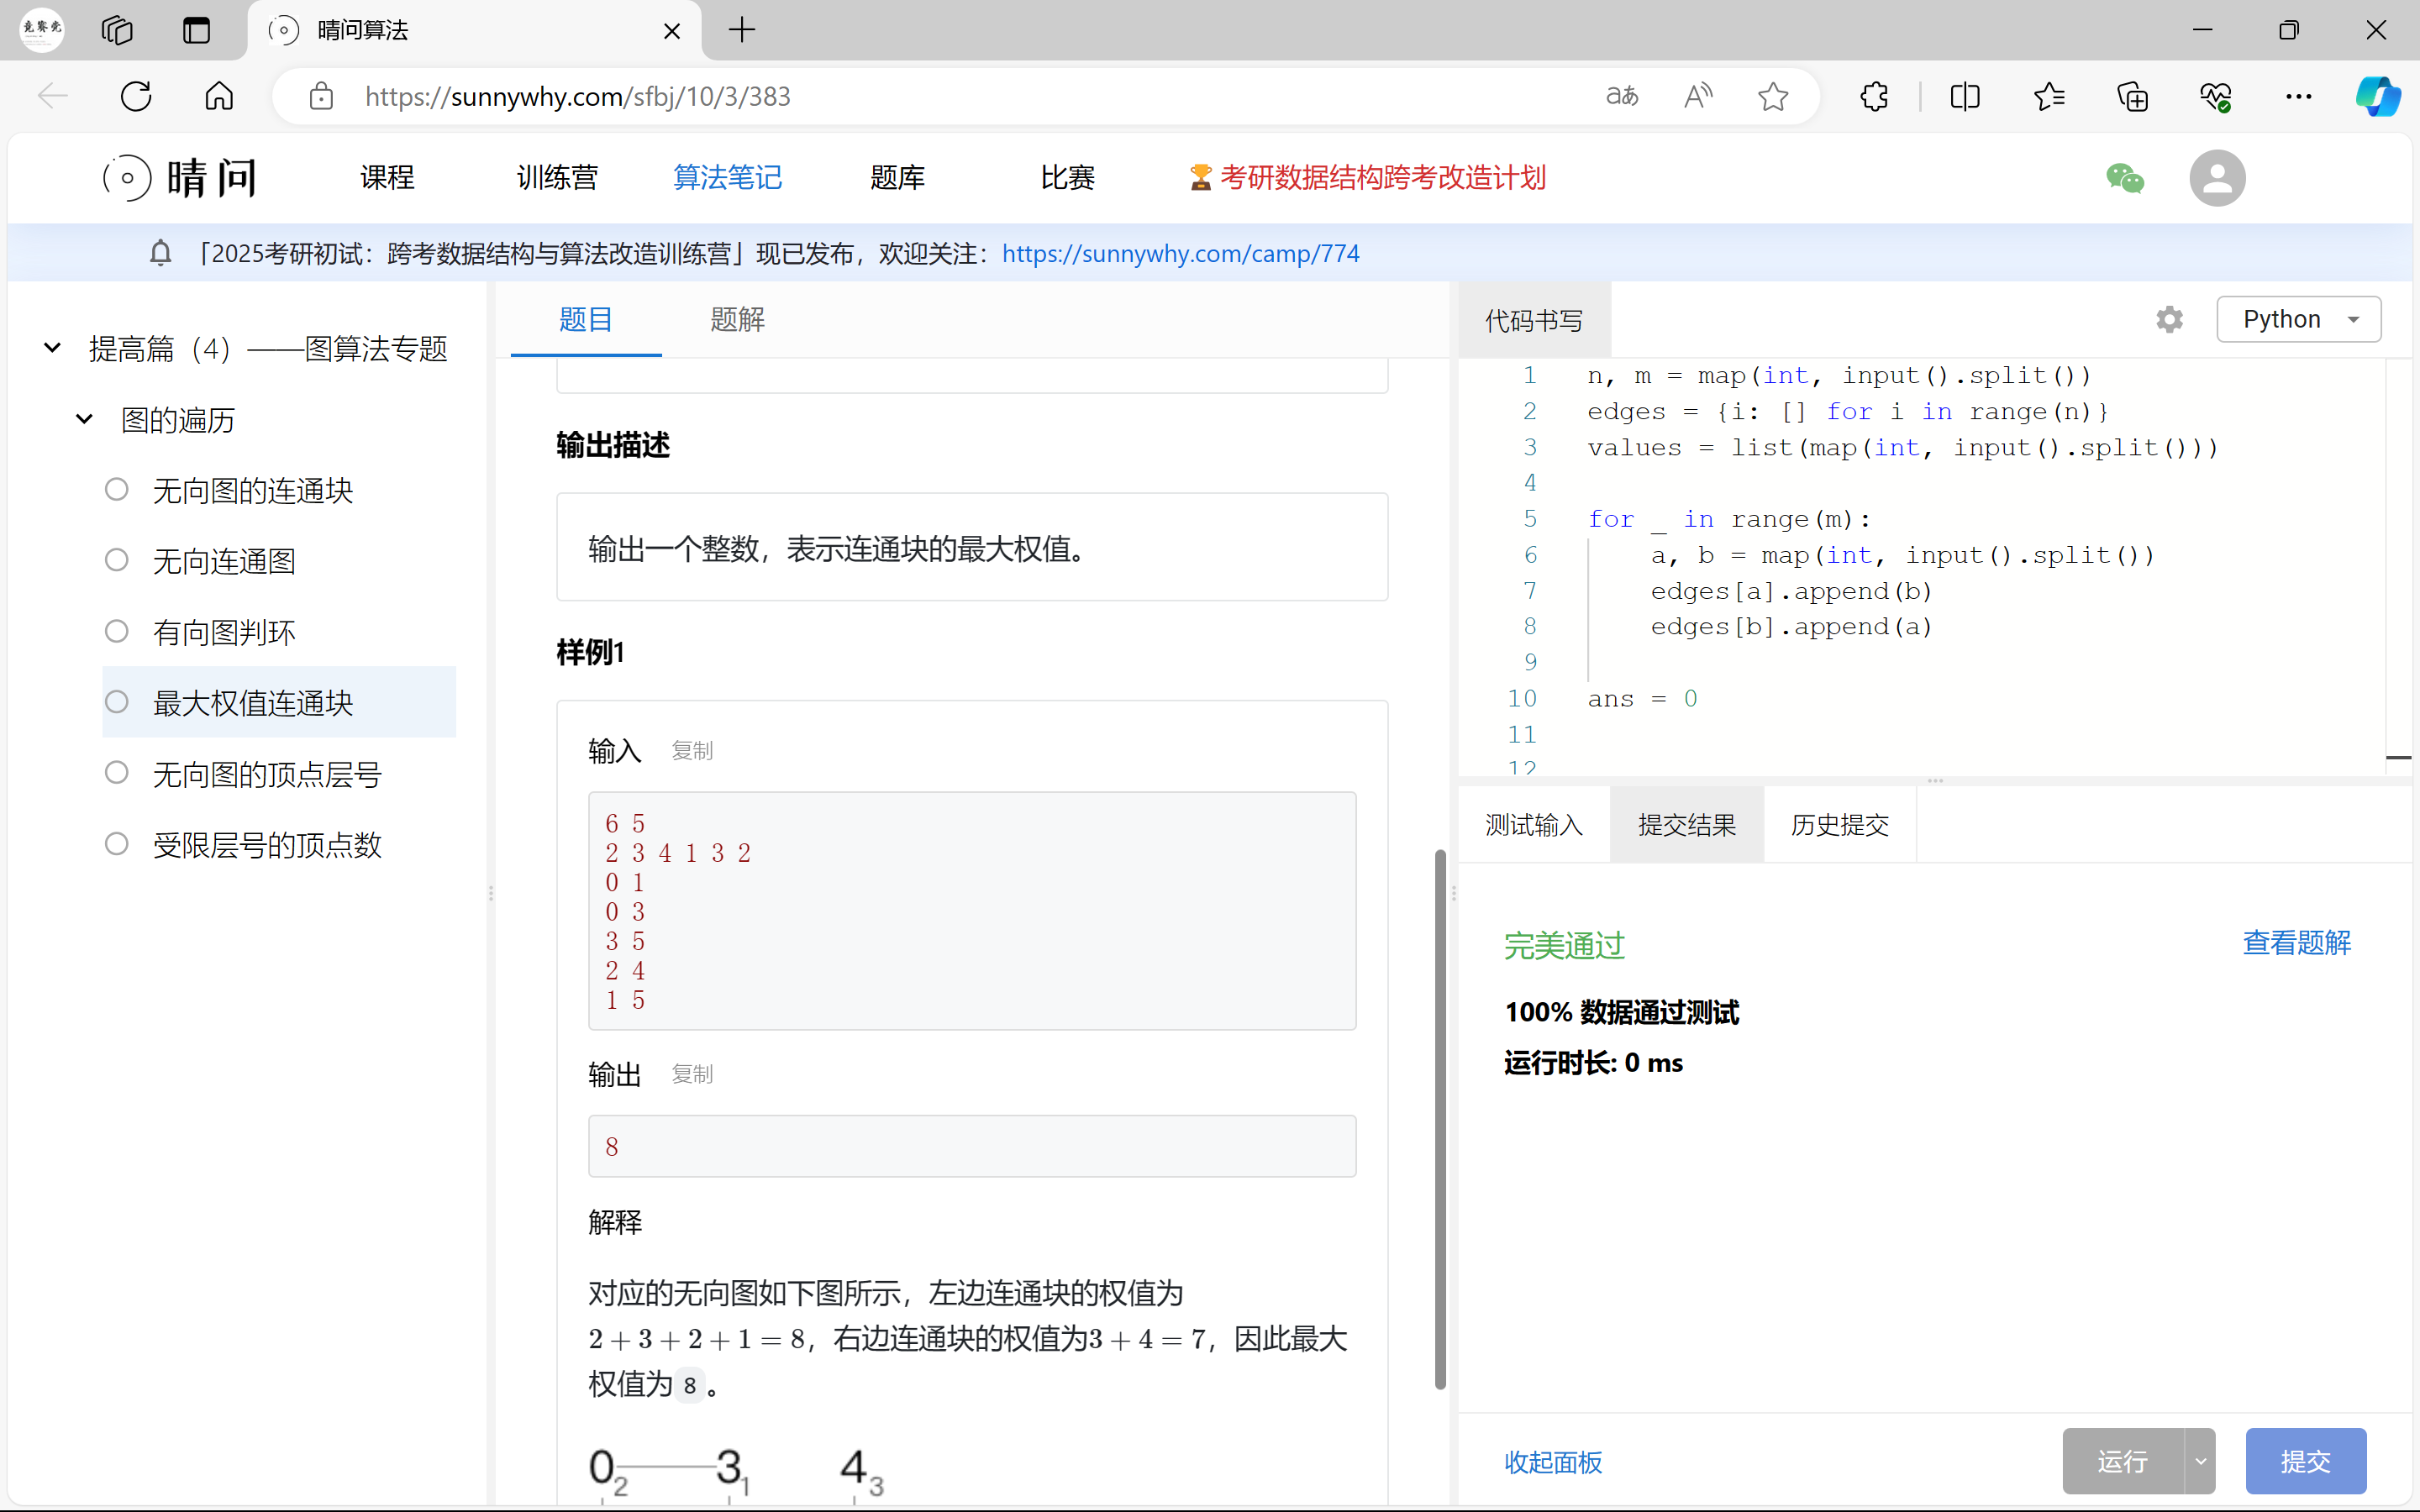 晴问算法
https://sunnywhy.com/sfbj/10/3/383
晴问
课程
训练营
算法笔记
题库
比赛
考研数据结构跨考改造计划
「2025考研初试：跨考数据结构与算法改造训练营」现已发布，欢迎关注：https://sunnywhy.com/camp/774
提高篇（4）——图算法专题
图的遍历
无向图的连通块
无向连通图
有向图判环
最大权值连通块
无向图的顶点层号
受限层号的顶点数
题目
题解
输出描述
输出一个整数，表示连通块的最大权值。
样例1
输入 复制
6 5
2 3 4 1 3 2
0 1
0 3
3 5
2 4
1 5
输出 复制
8
解释
对应的无向图如下图所示，左边连通块的权值为
2 + 3 + 2 + 1 = 8，右边连通块的权值为3 + 4 = 7，因此最大
权值为 8 。
0 2 3 1 4 3
代码书写
Python
1 n, m = map(int, input().split())
2 edges = {i: [] for i in range(n)}
3 values = list(map(int, input().split()))
4
5 for _ in range(m):
6     a, b = map(int, input().split())
7     edges[a].append(b)
8     edges[b].append(a)
9
10 ans = 0
11
12
测试输入
提交结果
历史提交
完美通过
查看题解
100% 数据通过测试
运行时长: 0 ms
收起面板
运行
提交